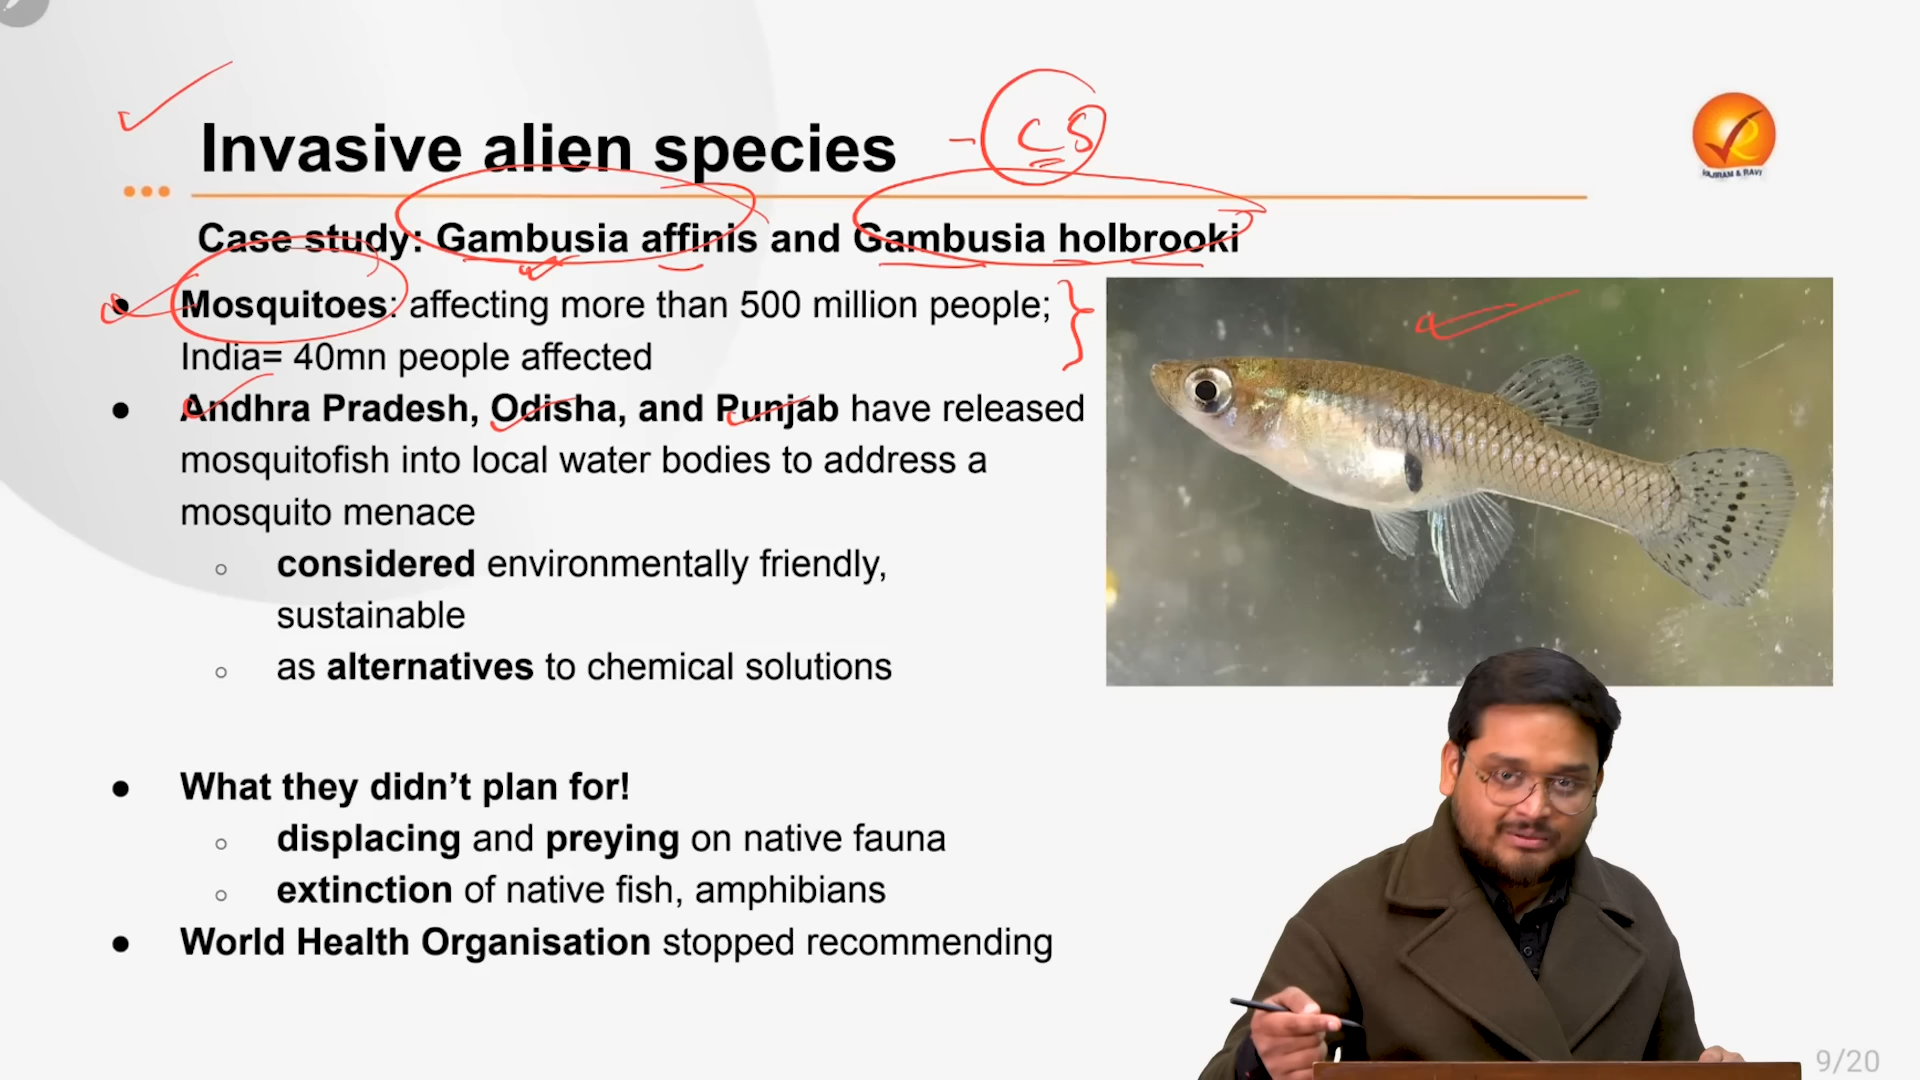 Invasive alien species
- CS
VAJIRAM & RAVI
Case study: Gambusia affinis and Gambusia holbrooki
● Mosquitoes: affecting more than 500 million people;
India= 40mn people affected
● Andhra Pradesh, Odisha, and Punjab have released
mosquitofish into local water bodies to address a
mosquito menace
○ considered environmentally friendly,
sustainable
○ as alternatives to chemical solutions
● What they didn’t plan for!
○ displacing and preying on native fauna
○ extinction of native fish, amphibians
● World Health Organisation stopped recommending
9/20